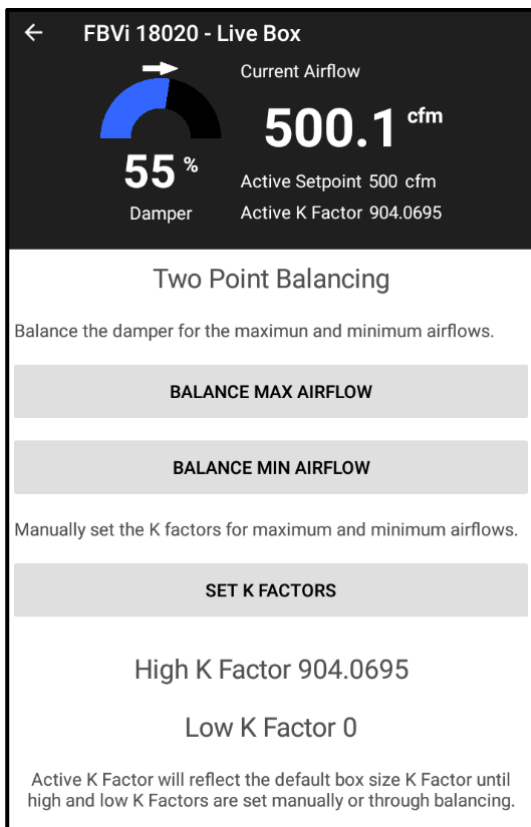 FBVi 18020 - Live Box
Current Airflow
500.1 cfm
55 %
Damper
Active Setpoint 500 cfm
Active K Factor 904.0695
Two Point Balancing
Balance the damper for the maximun and minimum airflows.
BALANCE MAX AIRFLOW
BALANCE MIN AIRFLOW
Manually set the K factors for maximum and minimum airflows.
SET K FACTORS
High K Factor 904.0695
Low K Factor 0
Active K Factor will reflect the default box size K Factor until
high and low K Factors are set manually or through balancing.